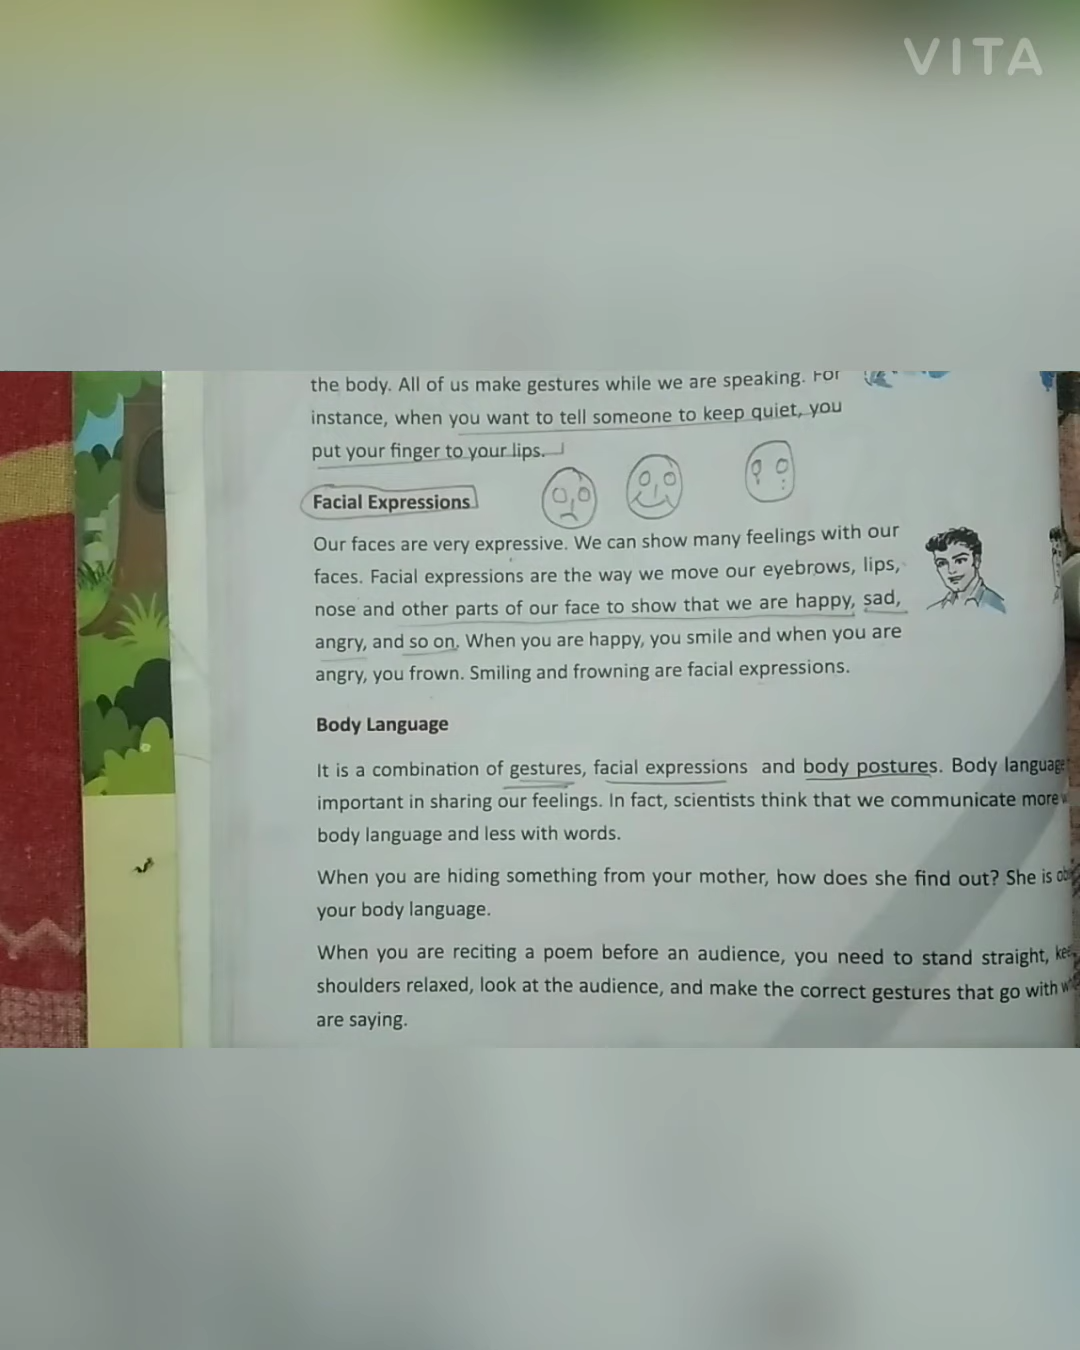 VITA
the body. All of us make gestures while we are speaking. For
instance, when you want to tell someone to keep quiet, you
put your finger to your lips.
Facial Expressions
Our faces are very expressive. We can show many feelings with our
faces. Facial expressions are the way we move our eyebrows, lips,
nose and other parts of our face to show that we are happy, sad,
angry, and so on. When you are happy, you smile and when you are
angry, you frown. Smiling and frowning are facial expressions.
Body Language
It is a combination of gestures, facial expressions and body postures. Body language
important in sharing our feelings. In fact, scientists think that we communicate more
body language and less with words.
When you are hiding something from your mother, how does she find out? She is
your body language.
When you are reciting a poem before an audience, you need to stand straight,
shoulders relaxed, look at the audience, and make the correct gestures that go with
are saying.